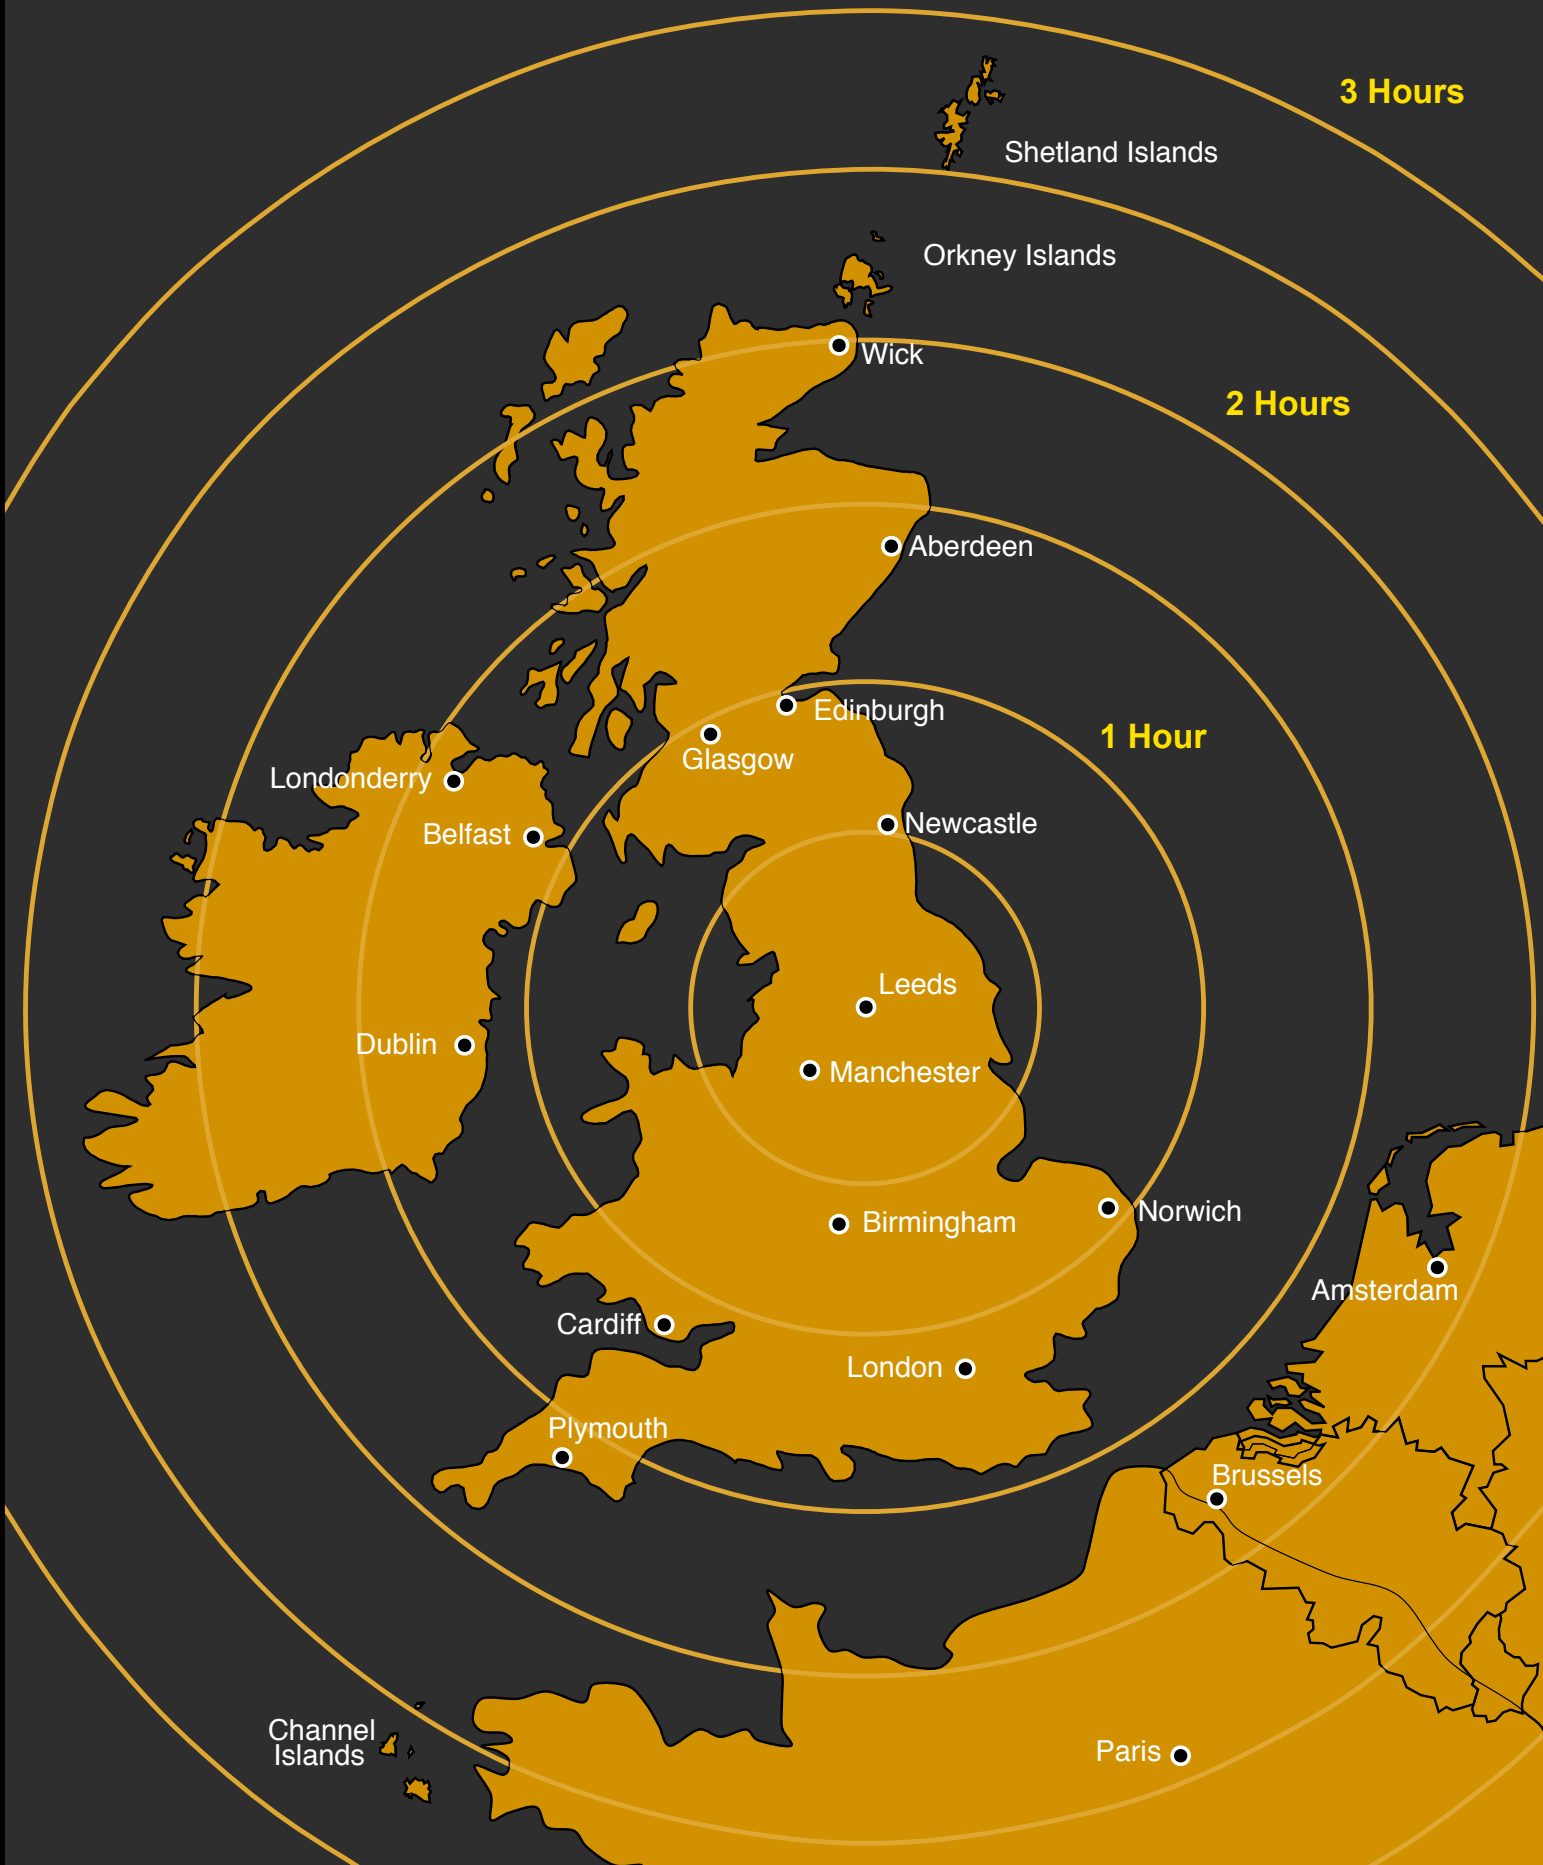 3 Hours
Shetland Islands
Orkney Islands
Wick
2 Hours
Aberdeen
Edinburgh
1 Hour
Glasgow
Londonderry
Belfast
Newcastle
Leeds
Dublin
Manchester
Norwich
Birmingham
Amsterdam
Cardiff
London
Plymouth
Brussels
Channel
Islands
Paris